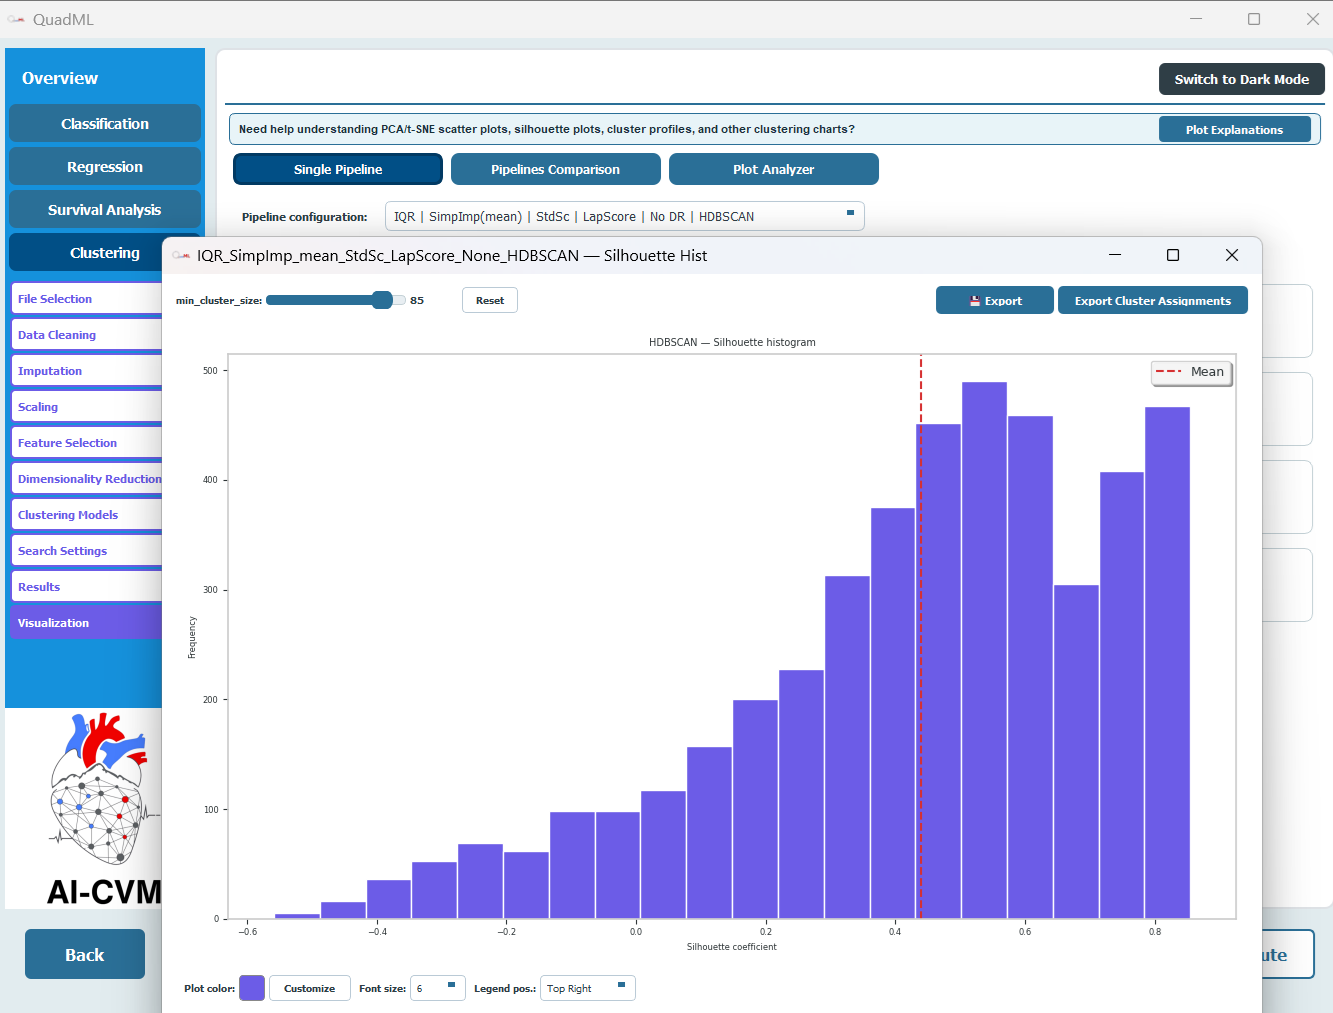 QuadML
Overview
Switch to Dark Mode
Classification
Need help understanding PCA/t-SNE scatter plots, silhouette plots, cluster profiles, and other clustering charts?
Plot Explanations
Regression
Single Pipeline
Pipelines Comparison
Plot Analyzer
Survival Analysis
Pipeline configuration:
IQR | SimpImp(mean) | StdSc | LapScore | No DR | HDBSCAN
Clustering
IQR_SimpImp_mean_StdSc_LapScore_None_HDBSCAN — Silhouette Hist
File Selection
Data Cleaning
Imputation
Scaling
Feature Selection
Dimensionality Reduction
Clustering Models
Search Settings
Results
Visualization
min_cluster_size:
85
Reset
Export
Export Cluster Assignments
HDBSCAN — Silhouette histogram
Mean
500
400
300
200
100
0
Frequency
−0.6
−0.4
−0.2
0.0
0.2
0.4
0.6
0.8
Silhouette coefficient
AI-CVM
Back
ute
Plot color:
Customize
Font size:
6
Legend pos.:
Top Right